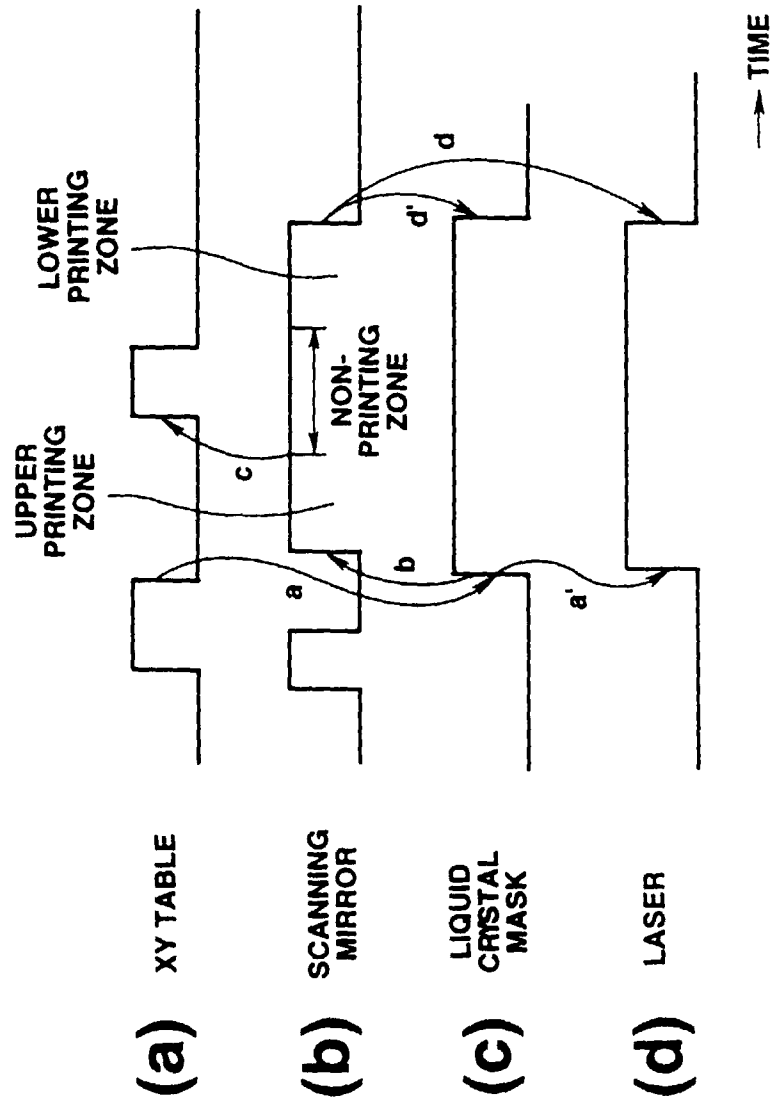 (a)
XY TABLE
UPPER
PRINTING
ZONE
LOWER
PRINTING
ZONE
c
a
(b)
SCANNING
MIRROR
NON-
PRINTING
ZONE
b
d'
d
(c)
LIQUID
CRYSTAL
MASK
a'
(d)
LASER
TIME